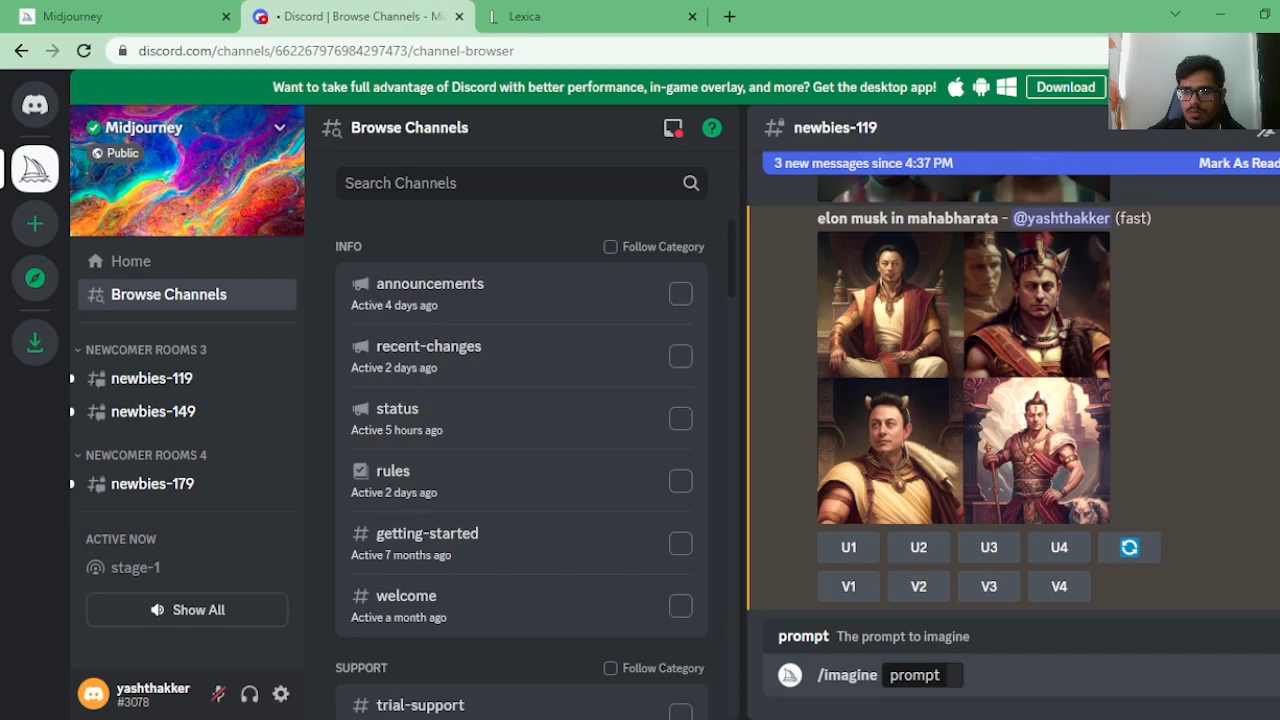 Midjourney
• Discord | Browse Channels - Mi
Lexica
discord.com/channels/662267976984297473/channel-browser
Want to take full advantage of Discord with better performance, in-game overlay, and more? Get the desktop app!
Download
Midjourney
Public
Home
Browse Channels
NEWCOMER ROOMS 3
newbies-119
newbies-149
NEWCOMER ROOMS 4
newbies-179
ACTIVE NOW
stage-1
Show All
yashthakker
#3078
Browse Channels
Search Channels
INFO
Follow Category
announcements
Active 4 days ago
recent-changes
Active 2 days ago
status
Active 5 hours ago
rules
Active 2 days ago
getting-started
Active 7 months ago
welcome
Active a month ago
SUPPORT
Follow Category
trial-support
newbies-119
3 new messages since 4:37 PM
Mark As Read
elon musk in mahabharata - @yashthakker (fast)
U1 U2 U3 U4
V1 V2 V3 V4
prompt The prompt to imagine
/imagine prompt